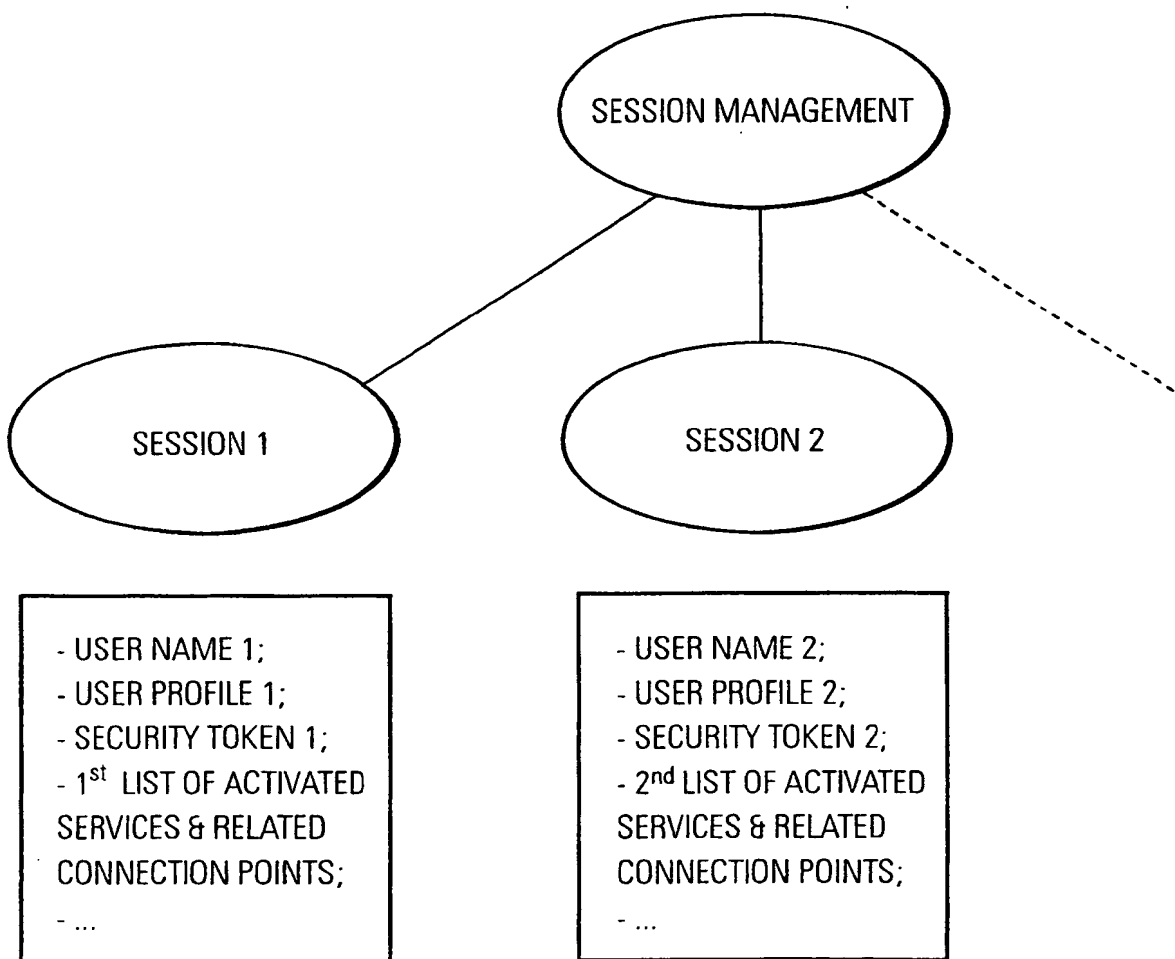 SESSION MANAGEMENT
SESSION 1
SESSION 2
- USER NAME 1;
- USER PROFILE 1;
- SECURITY TOKEN 1;
- 1st LIST OF ACTIVATED
SERVICES & RELATED
CONNECTION POINTS;
- ...
- USER NAME 2;
- USER PROFILE 2;
- SECURITY TOKEN 2;
- 2nd LIST OF ACTIVATED
SERVICES & RELATED
CONNECTION POINTS;
- ...